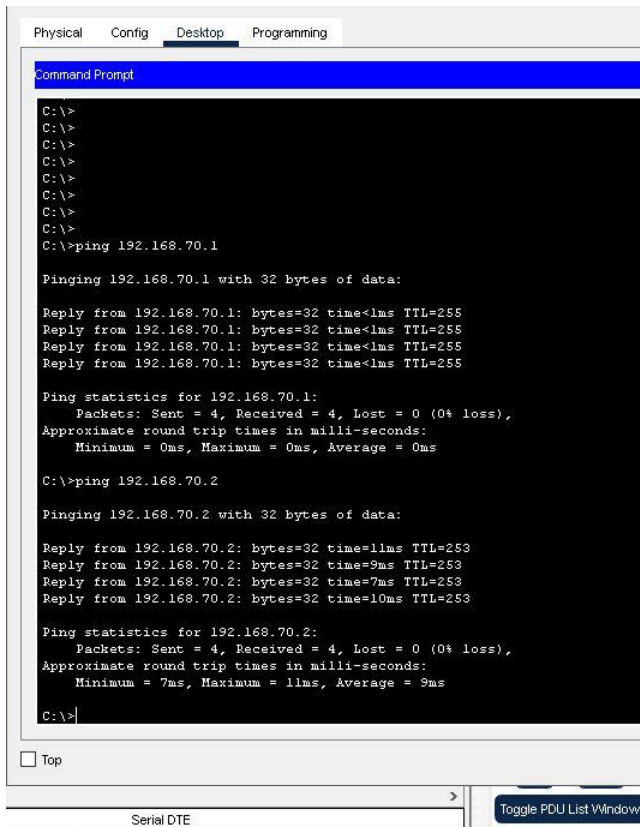 Physical Config Desktop Programming
Command Prompt
C:\>
C:\>
C:\>
C:\>
C:\>
C:\>
C:\>
C:\>
C:\>ping 192.168.70.1
Pinging 192.168.70.1 with 32 bytes of data:
Reply from 192.168.70.1: bytes=32 time<1ms TTL=255
Reply from 192.168.70.1: bytes=32 time<1ms TTL=255
Reply from 192.168.70.1: bytes=32 time<1ms TTL=255
Reply from 192.168.70.1: bytes=32 time<1ms TTL=255
Ping statistics for 192.168.70.1:
Packets: Sent = 4, Received = 4, Lost = 0 (0% loss),
Approximate round trip times in milli-seconds:
Minimum = 0ms, Maximum = 0ms, Average = 0ms
C:\>ping 192.168.70.2
Pinging 192.168.70.2 with 32 bytes of data:
Reply from 192.168.70.2: bytes=32 time=11ms TTL=253
Reply from 192.168.70.2: bytes=32 time=9ms TTL=253
Reply from 192.168.70.2: bytes=32 time=7ms TTL=253
Reply from 192.168.70.2: bytes=32 time=10ms TTL=253
Ping statistics for 192.168.70.2:
Packets: Sent = 4, Received = 4, Lost = 0 (0% loss),
Approximate round trip times in milli-seconds:
Minimum = 7ms, Maximum = 11ms, Average = 9ms
C:\>
Top
Toggle PDU List Window
Serial DTE